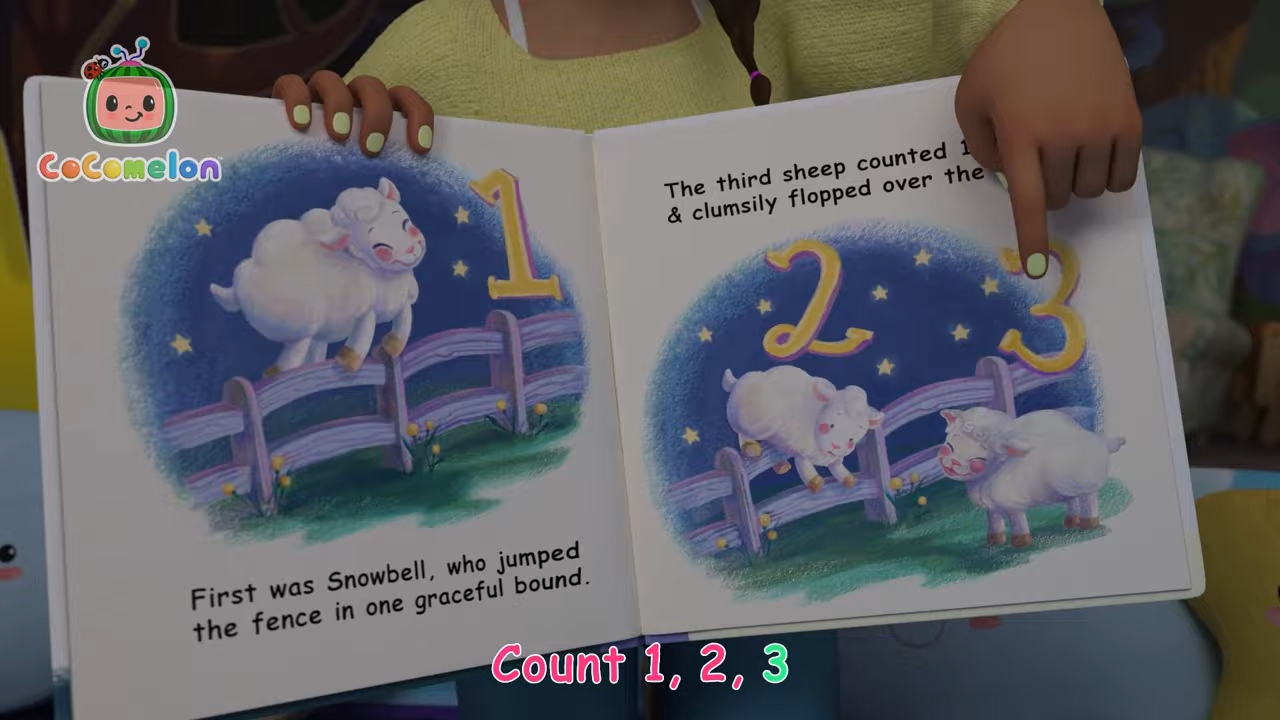 CoComelon
1
First was Snowbell, who jumped
the fence in one graceful bound.
The third sheep counted 1
& clumsily flopped over the
2 3
Count 1, 2, 3